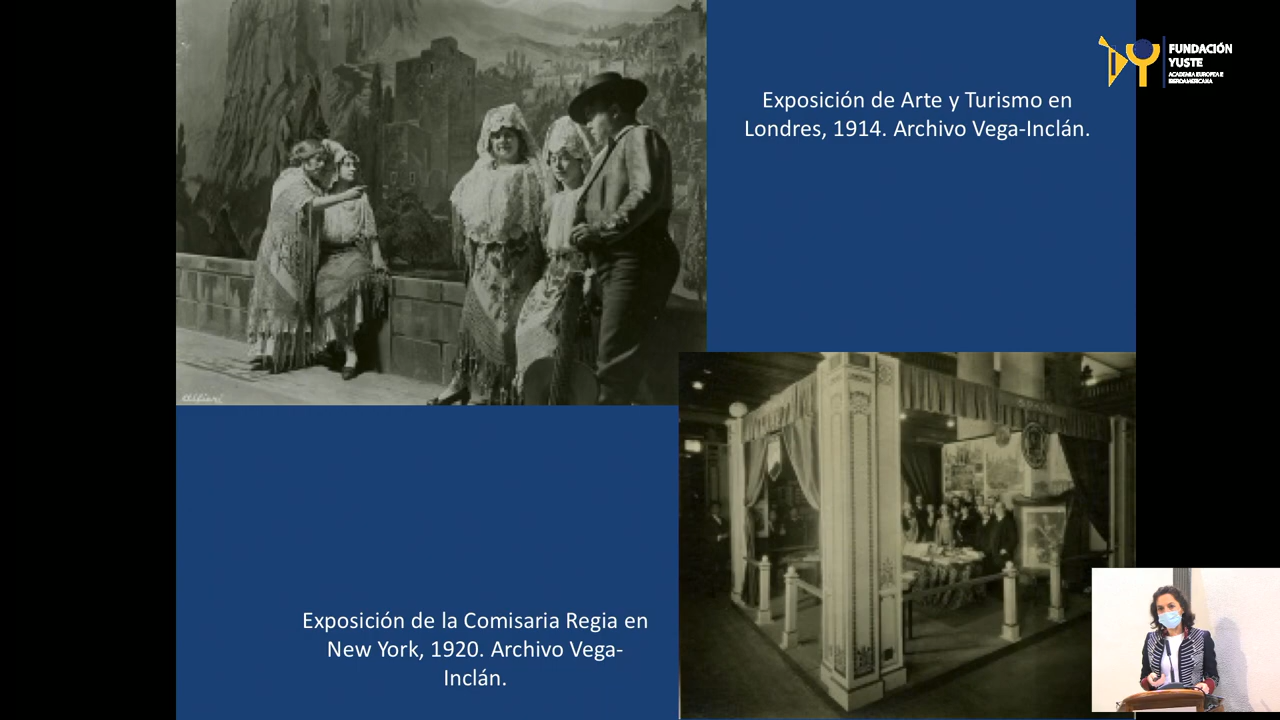 Exposición de Arte y Turismo en
Londres, 1914. Archivo Vega-Inclán.
FUNDACIÓN
YUSTE
ACADEMIA EUROPEA E
IBEROAMERICANA
Exposición de la Comisaria Regia en
New York, 1920. Archivo Vega-
Inclán.